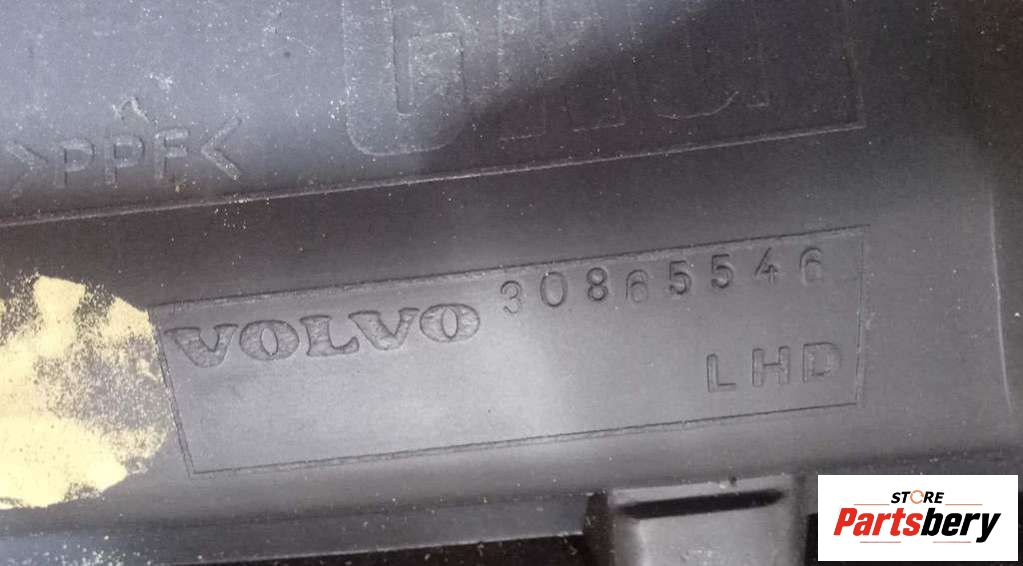 >PPF<
VOLVO 30865546
LHD
STORE
Partsbery